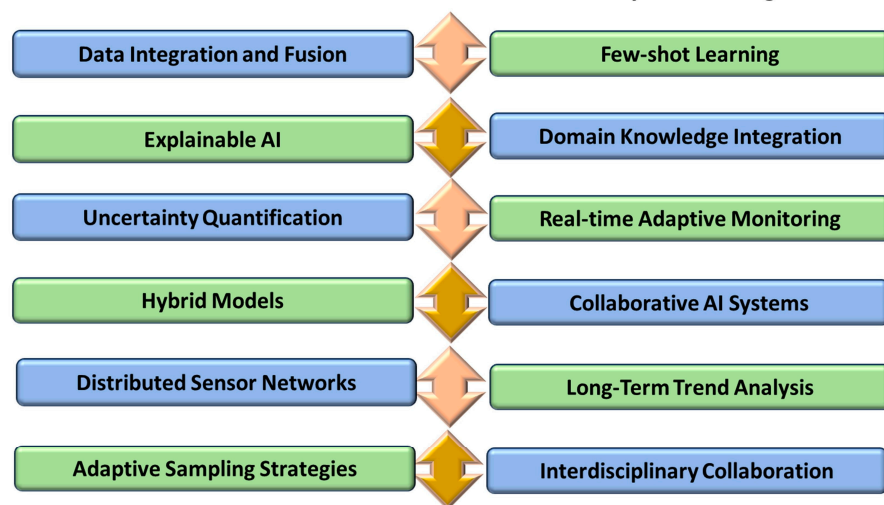 Data Integration and Fusion
Few-shot Learning
Explainable AI
Domain Knowledge Integration
Uncertainty Quantification
Real-time Adaptive Monitoring
Hybrid Models
Collaborative AI Systems
Distributed Sensor Networks
Long-Term Trend Analysis
Adaptive Sampling Strategies
Interdisciplinary Collaboration